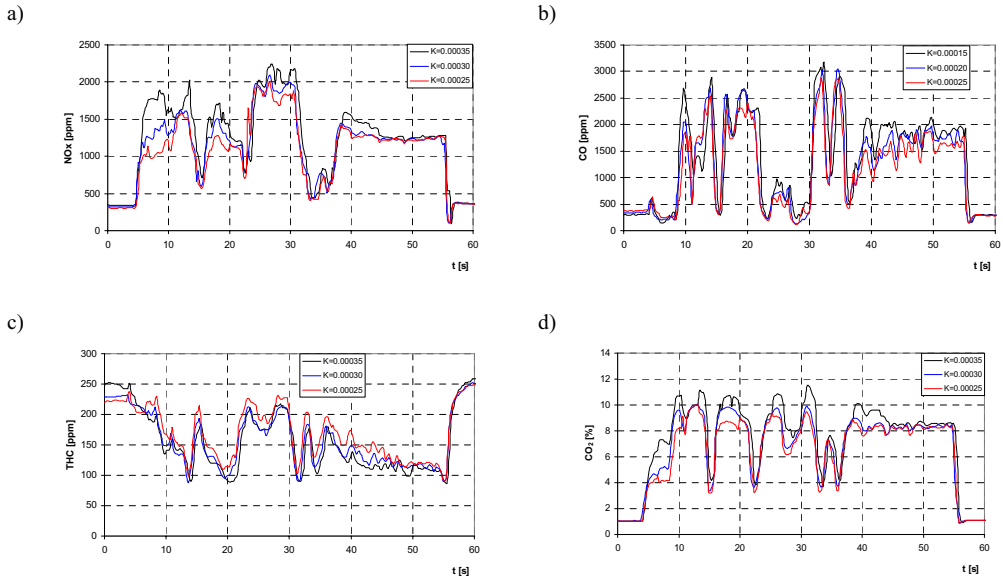 a)
b)
2500
2000
1500
1000
500
0
NOx [ppm]
K=0.00035
K=0.00030
K=0.00025
0 10 20 30 40 50 60
t [s]
3500
3000
2500
2000
1500
1000
500
0
CO [ppm]
K=0.00015
K=0.00020
K=0.00025
0 10 20 30 40 50 60
t [s]
c)
d)
300
250
200
150
100
50
0
THC [ppm]
K=0.00035
K=0.00030
K=0.00025
0 10 20 30 40 50 60
t [s]
14
12
10
8
6
4
2
0
CO₂ [%]
K=0.00035
K=0.00030
K=0.00025
0 10 20 30 40 50 60
t [s]